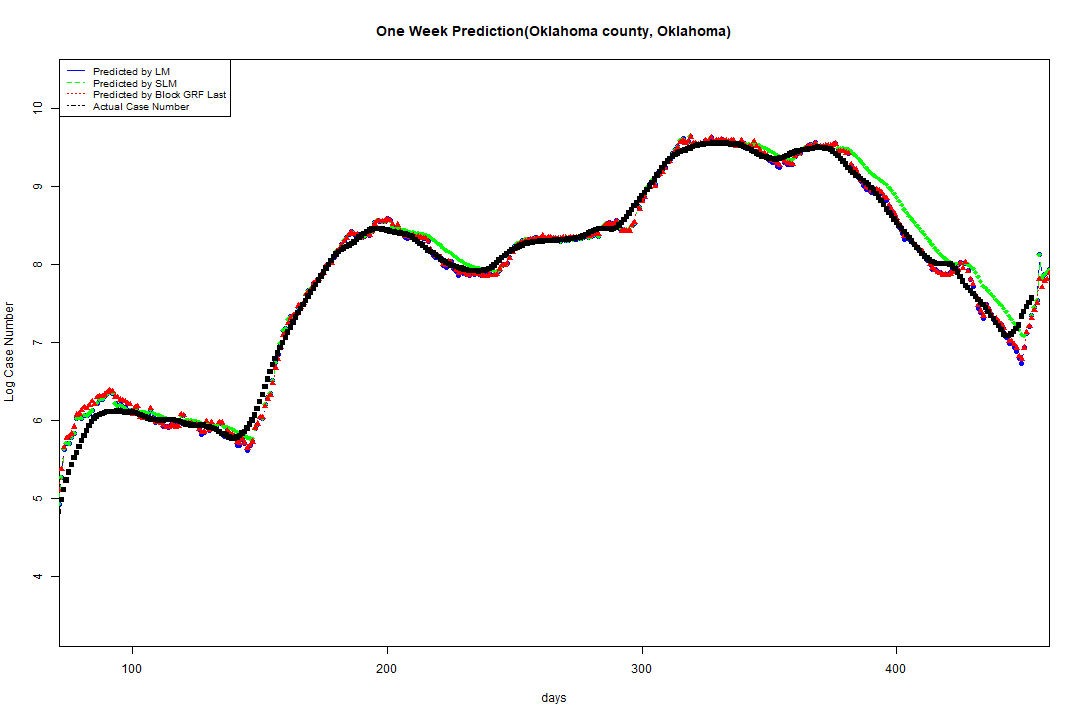 One Week Prediction(Oklahoma county, Oklahoma)
Predicted by LM
Predicted by SLM
Predicted by Block GRF Last
Actual Case Number
10
9
8
7
6
5
4
Log Case Number
100 200 300 400
days